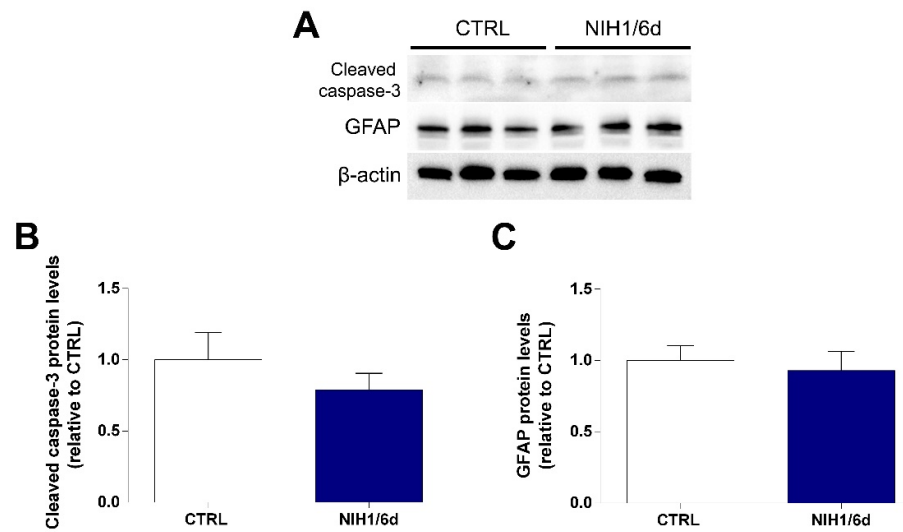 A
CTRL NIH1/6d
Cleaved
caspase-3
GFAP
β-actin
B
Cleaved caspase-3 protein levels
(relative to CTRL)
1.5
1.0
0.5
0.0
CTRL NIH1/6d
C
GFAP protein levels
(relative to CTRL)
1.5
1.0
0.5
0.0
CTRL NIH1/6d